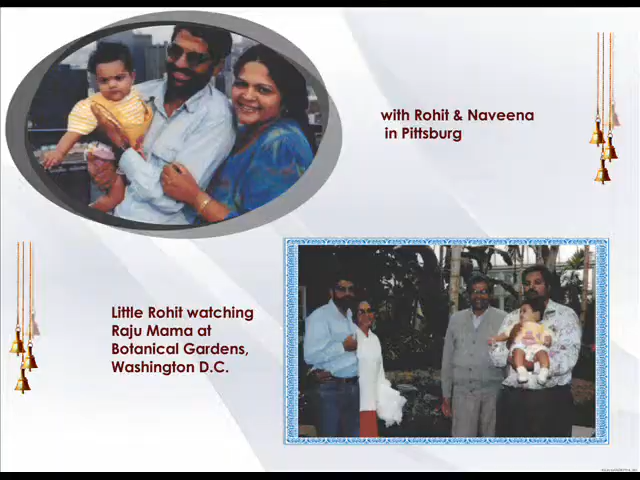 with Rohit & Naveena
in Pittsburg
Little Rohit watching
Raju Mama at
Botanical Gardens,
Washington D.C.